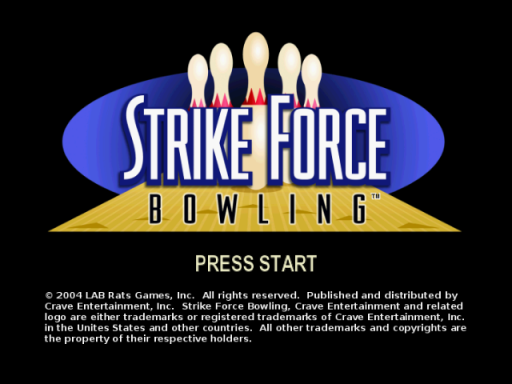 STRIKE FORCE
BOWLING™
PRESS START
© 2004 LAB Rats Games, Inc.  All rights reserved.  Published and distributed by
Crave Entertainment, Inc.  Strike Force Bowling, Crave Entertainment and related
logo are either trademarks or registered trademarks of Crave Entertainment, Inc.
in the Unites States and other countries.  All other trademarks and copyrights are
the property of their respective holders.